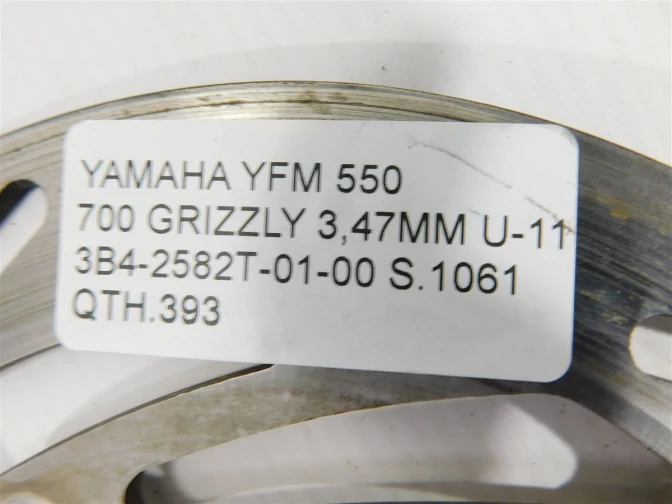 YAMAHA YFM 550
700 GRIZZLY 3,47MM U-11
3B4-2582T-01-00 S.1061
QTH.393